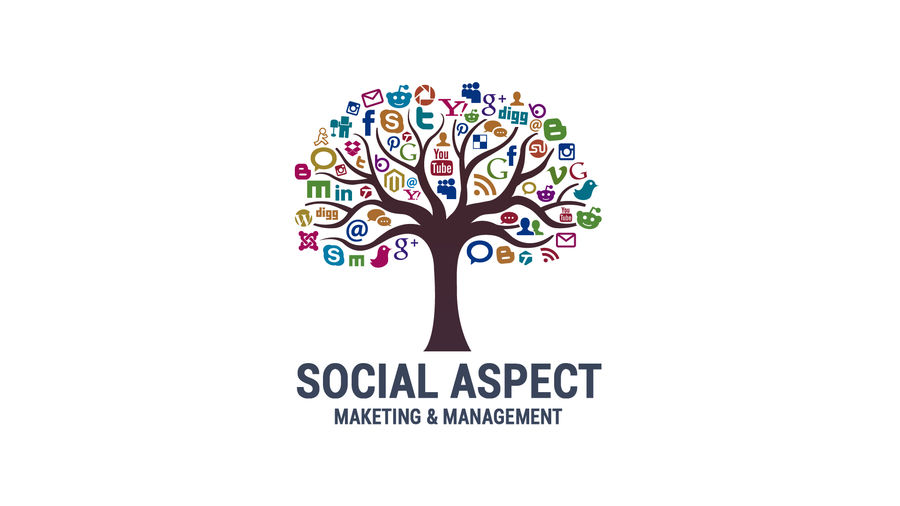 Y!
g+
digg
f
S
t
@
B
P
P
G
You
Tube
f
G
t
b
B
M
in
@
Y!
V
G
digg
W
@
You
Tube
S
m
g+
B
SOCIAL ASPECT
MAKETING & MANAGEMENT